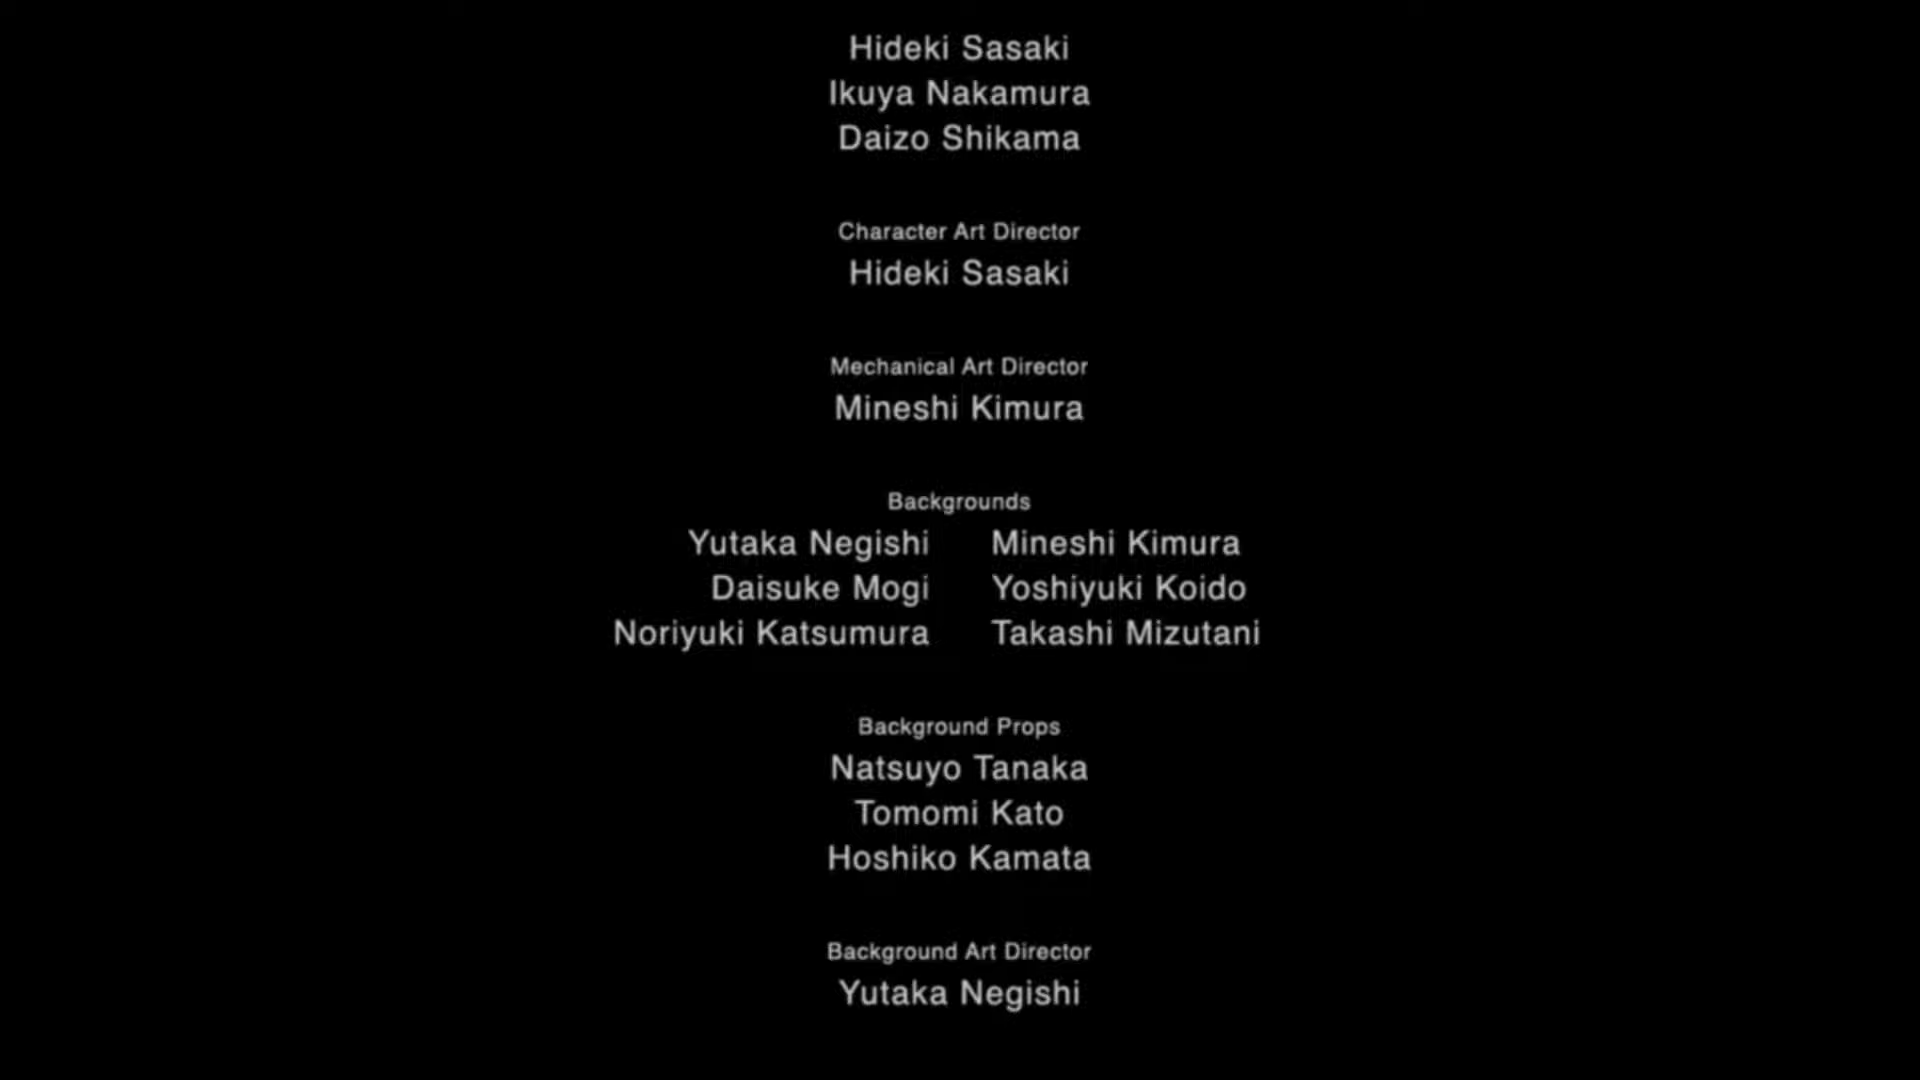 Hideki Sasaki
Ikuya Nakamura
Daizo Shikama
Character Art Director
Hideki Sasaki
Mechanical Art Director
Mineshi Kimura
Backgrounds
Yutaka Negishi Mineshi Kimura
Daisuke Mogi Yoshiyuki Koido
Noriyuki Katsumura Takashi Mizutani
Background Props
Natsuyo Tanaka
Tomomi Kato
Hoshiko Kamata
Background Art Director
Yutaka Negishi